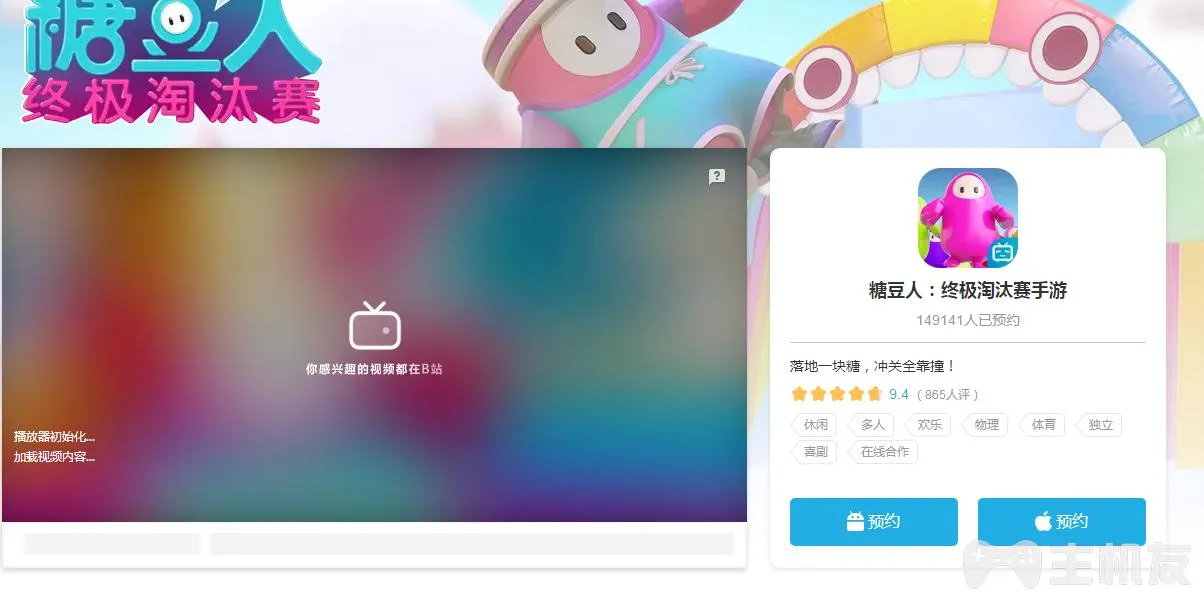 糖豆人
终极淘汰赛
?
你感兴趣的视频都在B站
播放器初始化...
加载视频内容...
糖豆人：终极淘汰赛手游
149141人已预约
落地一块糖，冲关全靠撞！
9.4 （865人评）
休闲 多人 欢乐 物理 体育 独立
喜剧 在线合作
预约 预约
主机友